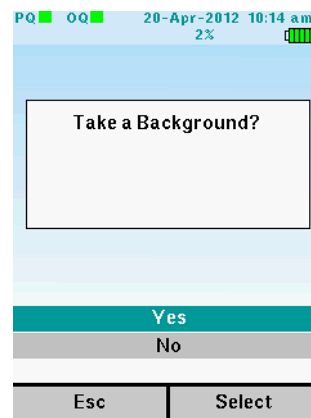 PQ OQ 20-Apr-2012 10:14 am
2%
Take a Background?
Yes
No
Esc Select